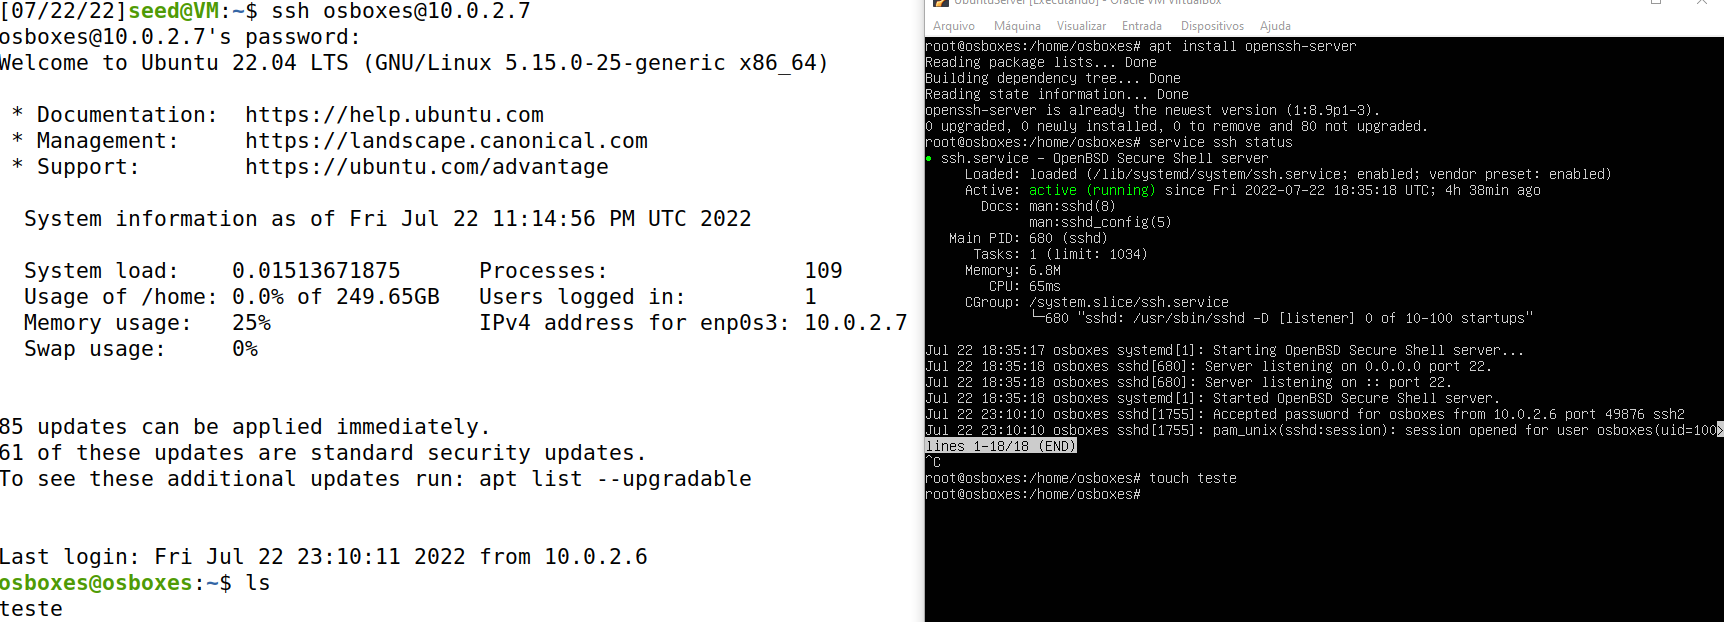 [07/22/22]seed@VM:~$ ssh osboxes@10.0.2.7
osboxes@10.0.2.7's password:
Welcome to Ubuntu 22.04 LTS (GNU/Linux 5.15.0-25-generic x86_64)
* Documentation:  https://help.ubuntu.com
* Management:     https://landscape.canonical.com
* Support:        https://ubuntu.com/advantage
System information as of Fri Jul 22 11:14:56 PM UTC 2022
System load:    0.01513671875      Processes:               109
Usage of /home: 0.0% of 249.65GB   Users logged in:         1
Memory usage:   25%                IPv4 address for enp0s3: 10.0.2.7
Swap usage:     0%
85 updates can be applied immediately.
61 of these updates are standard security updates.
To see these additional updates run: apt list --upgradable
Last login: Fri Jul 22 23:10:11 2022 from 10.0.2.6
osboxes@osboxes:~$ ls
teste
UbuntuServer [Executando] - Oracle VM VirtualBox
Arquivo Máquina Visualizar Entrada Dispositivos Ajuda
root@osboxes:/home/osboxes# apt install openssh-server
Reading package lists... Done
Building dependency tree... Done
Reading state information... Done
openssh-server is already the newest version (1:8.9p1-3).
0 upgraded, 0 newly installed, 0 to remove and 80 not upgraded.
root@osboxes:/home/osboxes# service ssh status
● ssh.service - OpenBSD Secure Shell server
Loaded: loaded (/lib/systemd/system/ssh.service; enabled; vendor preset: enabled)
Active: active (running) since Fri 2022-07-22 18:35:18 UTC; 4h 38min ago
Docs: man:sshd(8)
man:sshd_config(5)
Main PID: 680 (sshd)
Tasks: 1 (limit: 1034)
Memory: 6.8M
CPU: 65ms
CGroup: /system.slice/ssh.service
└─680 "sshd: /usr/sbin/sshd -D [listener] 0 of 10-100 startups"
Jul 22 18:35:17 osboxes systemd[1]: Starting OpenBSD Secure Shell server...
Jul 22 18:35:18 osboxes sshd[680]: Server listening on 0.0.0.0 port 22.
Jul 22 18:35:18 osboxes sshd[680]: Server listening on :: port 22.
Jul 22 18:35:18 osboxes systemd[1]: Started OpenBSD Secure Shell server.
Jul 22 23:10:10 osboxes sshd[1755]: Accepted password for osboxes from 10.0.2.6 port 49876 ssh2
Jul 22 23:10:10 osboxes sshd[1755]: pam_unix(sshd:session): session opened for user osboxes(uid=100>
lines 1-18/18 (END)
^C
root@osboxes:/home/osboxes# touch teste
root@osboxes:/home/osboxes#